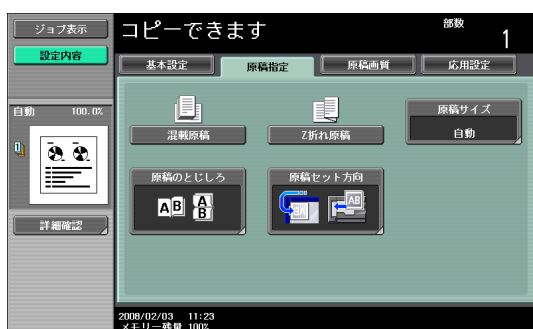 ジョブ表示
コピーできます
部数
1
設定内容
基本設定
原稿指定
原稿画質
応用設定
自動 100.0%
1
混載原稿
Z折れ原稿
原稿サイズ
自動
原稿のとじしろ
原稿セット方向
AB
A
B
AB
AB
詳細確認
2008/02/03 11:23
メモリー残量 100%